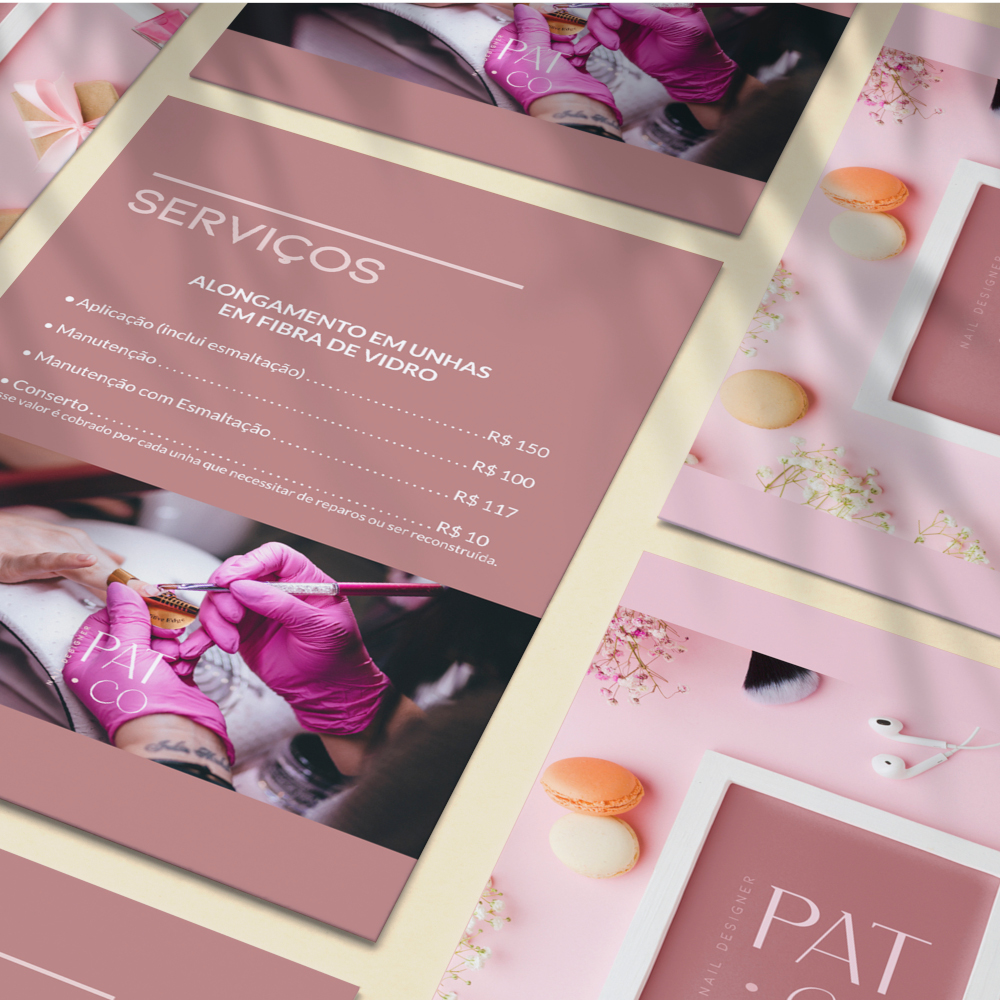 PAT
.CO
SERVIÇOS
ALONGAMENTO EM UNHAS
EM FIBRA DE VIDRO
• Aplicação (inclui esmaltação) R$ 150
• Manutenção R$ 100
• Manutenção com Esmaltação R$ 117
• Conserto R$ 10
valor é cobrado por cada unha que necessitar de reparos ou ser reconstruída.
DESIGNER
PAT
.CO
NAIL DESIGNER
NAIL DESIGNER
PAT